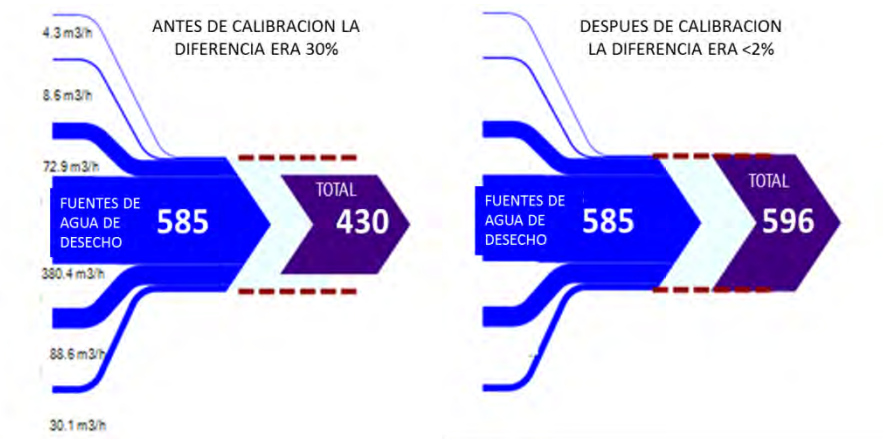 ANTES DE CALIBRACION LA
DIFERENCIA ERA 30%
4.3 m3/h
8.6 m3/h
72.9 m3/h
FUENTES DE
AGUA DE
DESECHO
585
TOTAL
430
380.4 m3/h
88.6 m3/h
30.1 m3/h
DESPUES DE CALIBRACION
LA DIFERENCIA ERA <2%
FUENTES DE
AGUA DE
DESECHO
585
TOTAL
596